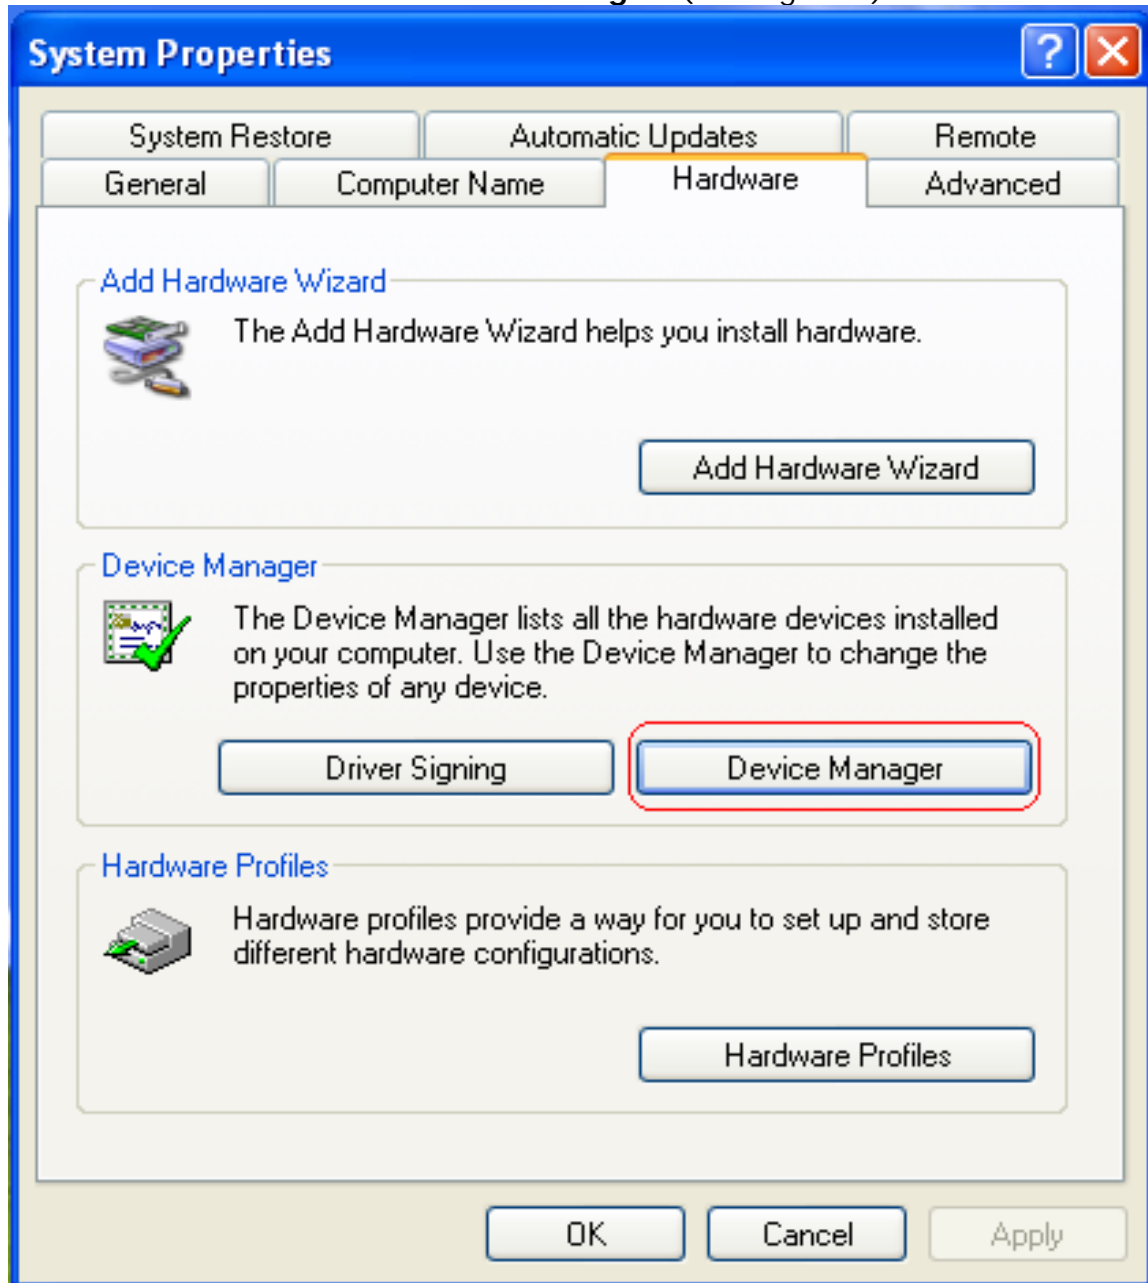 System Properties
System Restore
Automatic Updates
Remote
General
Computer Name
Hardware
Advanced
Add Hardware Wizard
The Add Hardware Wizard helps you install hardware.
Add Hardware Wizard
Device Manager
The Device Manager lists all the hardware devices installed
on your computer. Use the Device Manager to change the
properties of any device.
Driver Signing
Device Manager
Hardware Profiles
Hardware profiles provide a way for you to set up and store
different hardware configurations.
Hardware Profiles
OK
Cancel
Apply